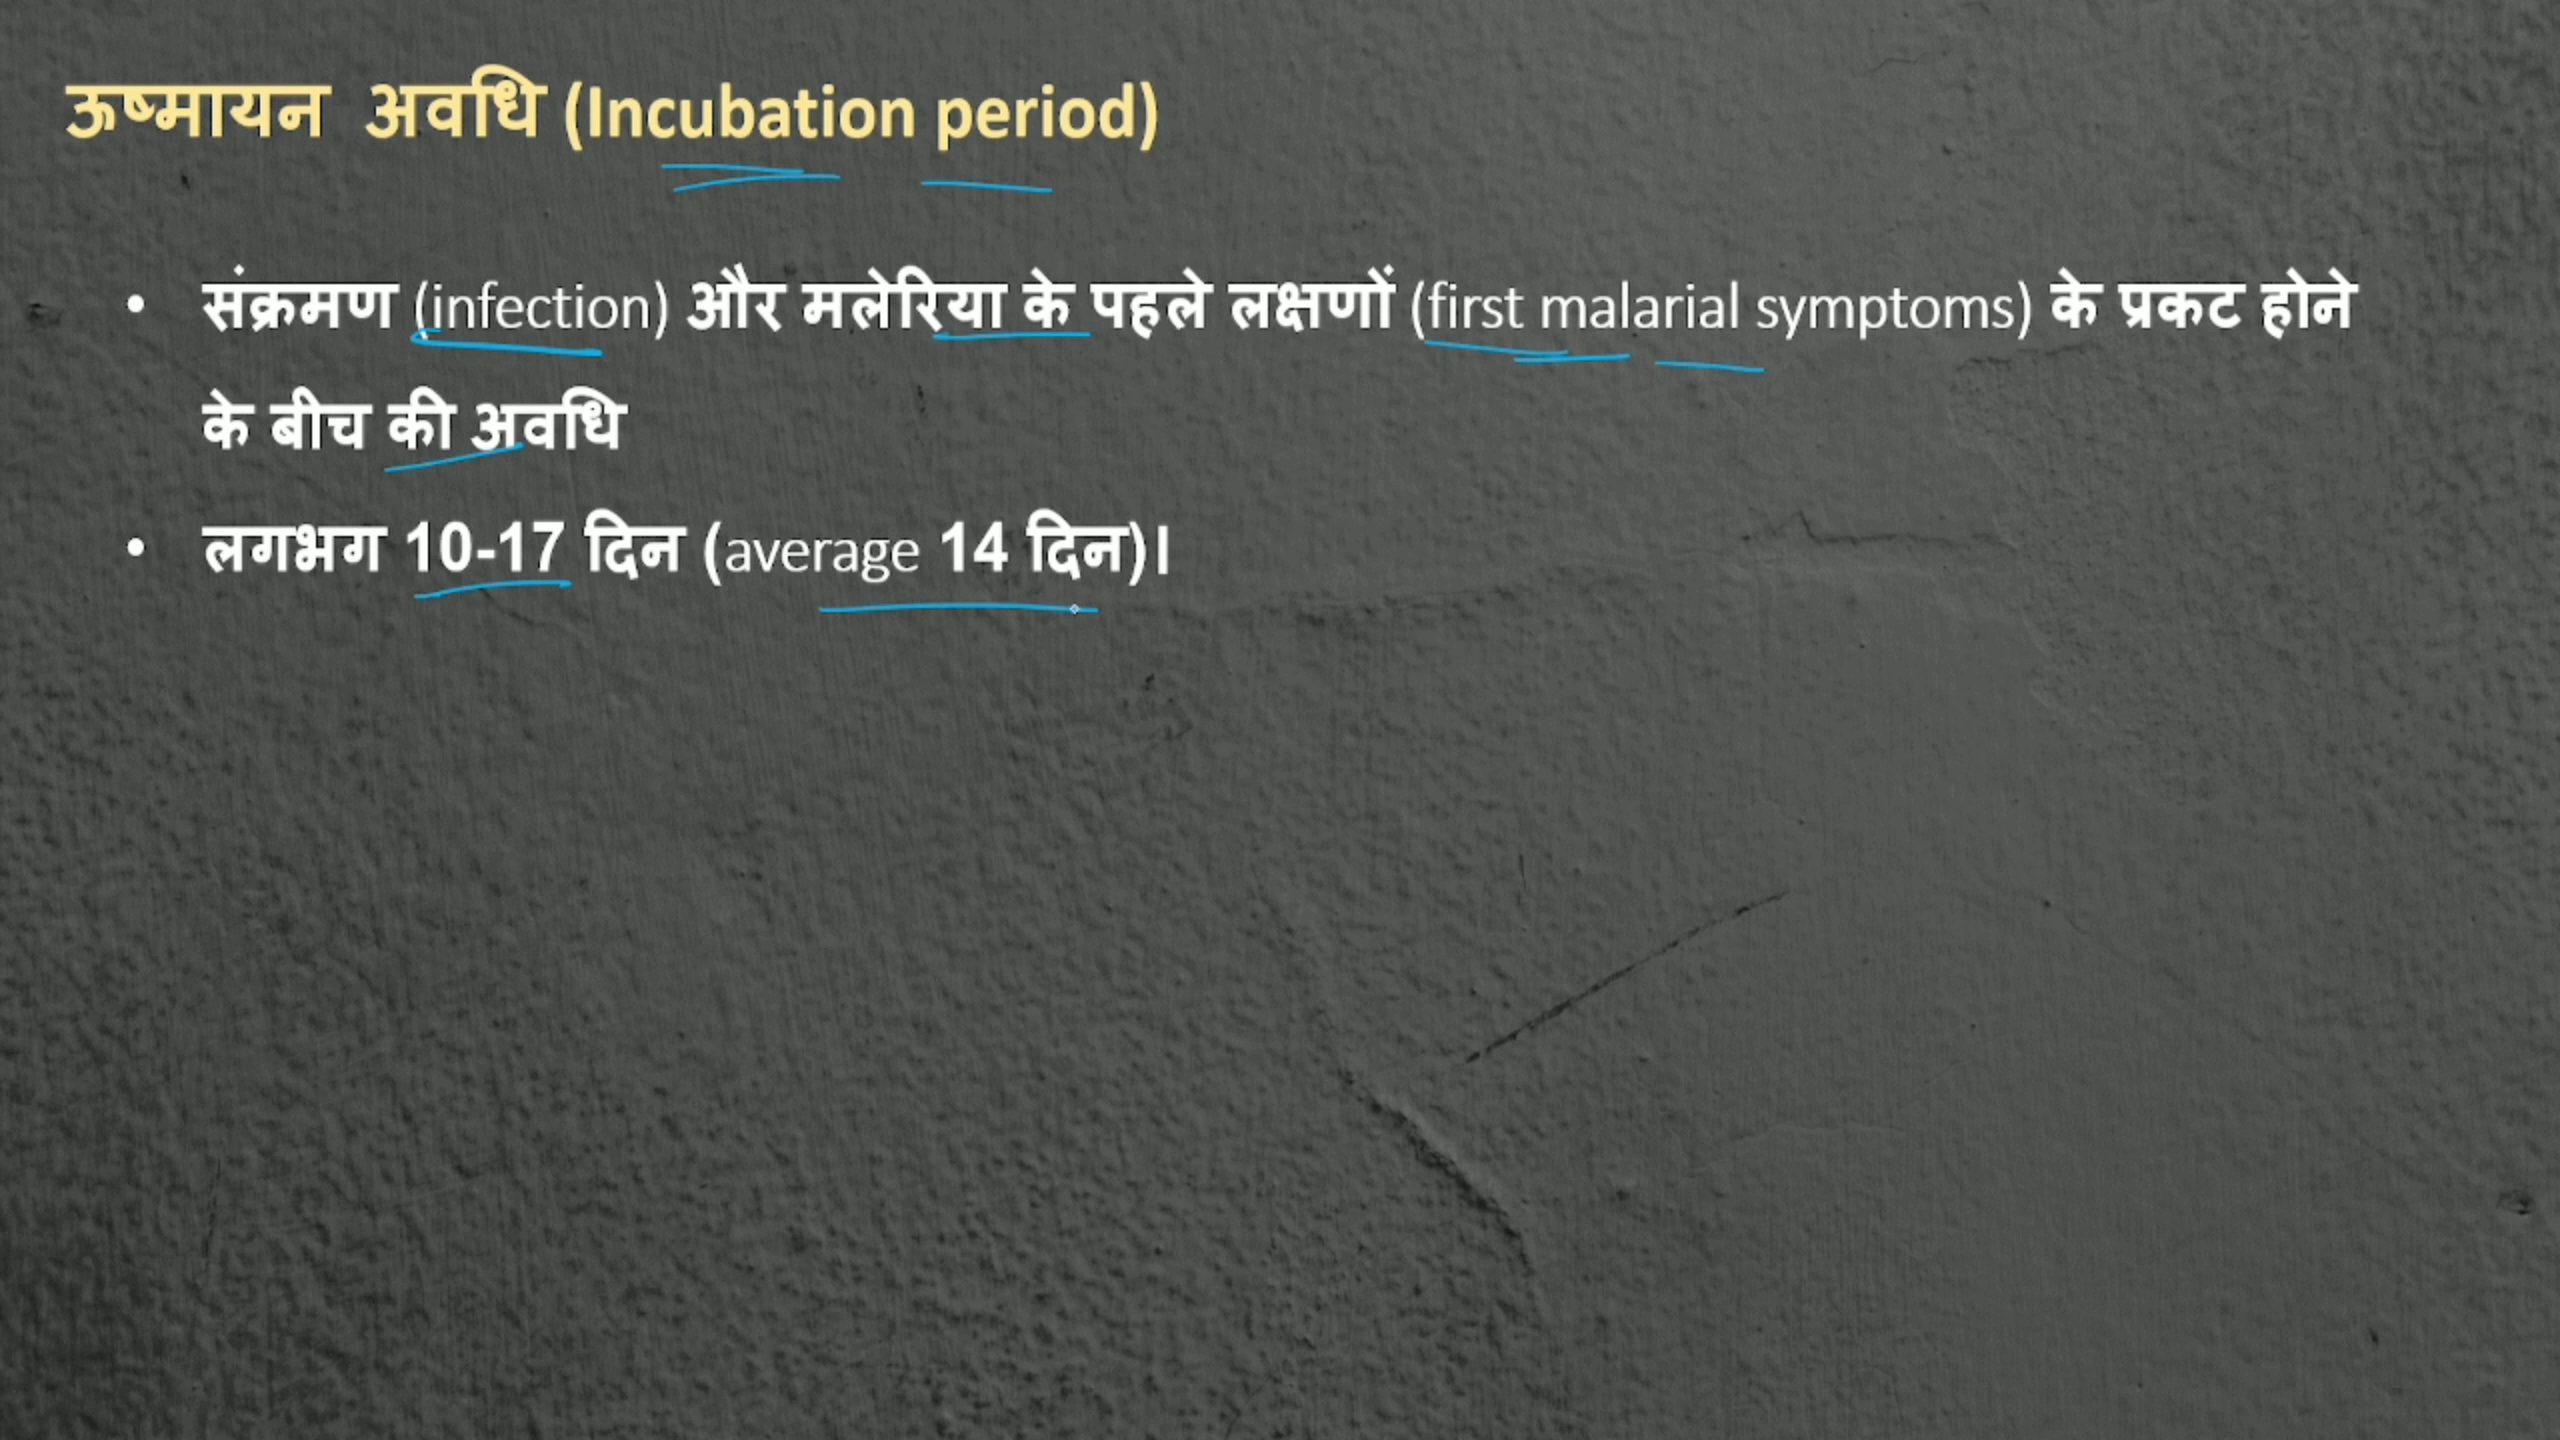 ऊष्मायन अवधि (Incubation period)
• संक्रमण (infection) और मलेरिया के पहले लक्षणों (first malarial symptoms) के प्रकट होने
के बीच की अवधि
• लगभग 10-17 दिन (average 14 दिन)।